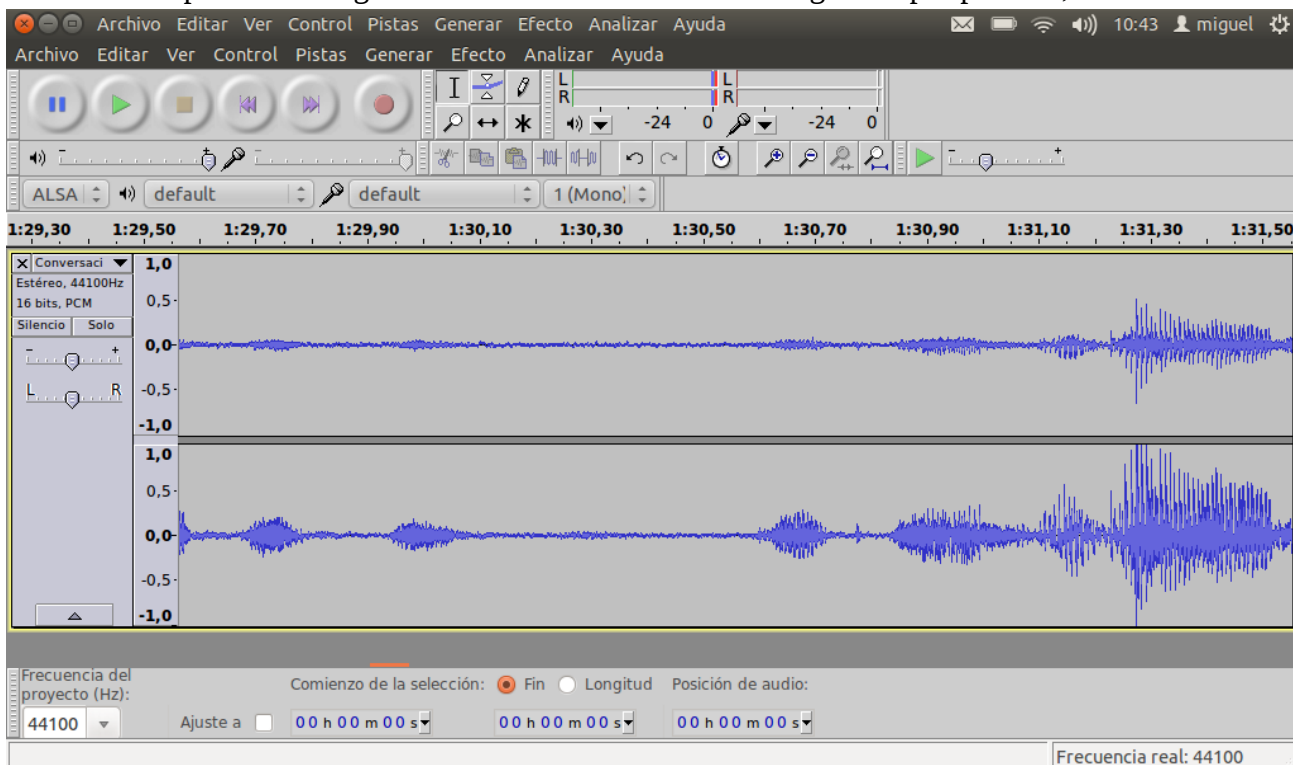 Archivo Editar Ver Control Pistas Generar Efecto Analizar Ayuda 10:43 miguel
Archivo Editar Ver Control Pistas Generar Efecto Analizar Ayuda
L L
R R
-24 0 -24 0
ALSA default default 1 (Mono)
1:29,30 1:29,50 1:29,70 1:29,90 1:30,10 1:30,30 1:30,50 1:30,70 1:30,90 1:31,10 1:31,30 1:31,50
X Conversaci 1,0
Estéreo, 44100Hz
16 bits, PCM 0,5
Silencio Solo
- + 0,0
L R -0,5
-1,0
1,0
0,5
0,0
-0,5
-1,0
Frecuencia del
proyecto (Hz): Comienzo de la selección: Fin Longitud Posición de audio:
44100 Ajuste a 00 h 00 m 00 s 00 h 00 m 00 s 00 h 00 m 00 s
Frecuencia real: 44100